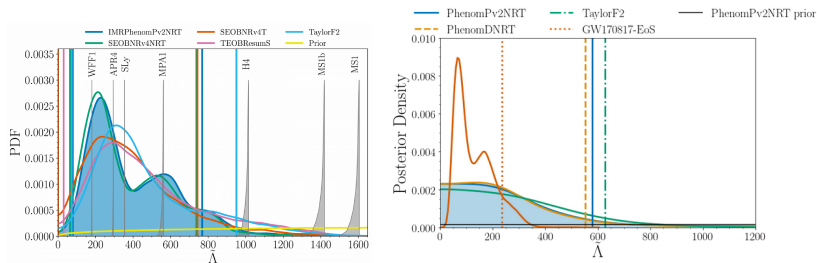 IMRPhenomPv2NRT SEOBNRv4T TaylorF2
SEOBNRv4NRT TEOBResumS Prior
PDF
0.0035
0.0030
0.0025
0.0020
0.0015
0.0010
0.0005
0.0000
WFF1
APR4
SLy
MPA1
H4
MS1b
MS1
200 400 600 800 1000 1200 1400 1600
Λ̃
PhenomPv2NRT TaylorF2 PhenomPv2NRT prior
PhenomDNRT GW170817-EoS
Posterior Density
0.010
0.008
0.006
0.004
0.002
0.000
0 200 400 600 800 1000 1200
Λ̃